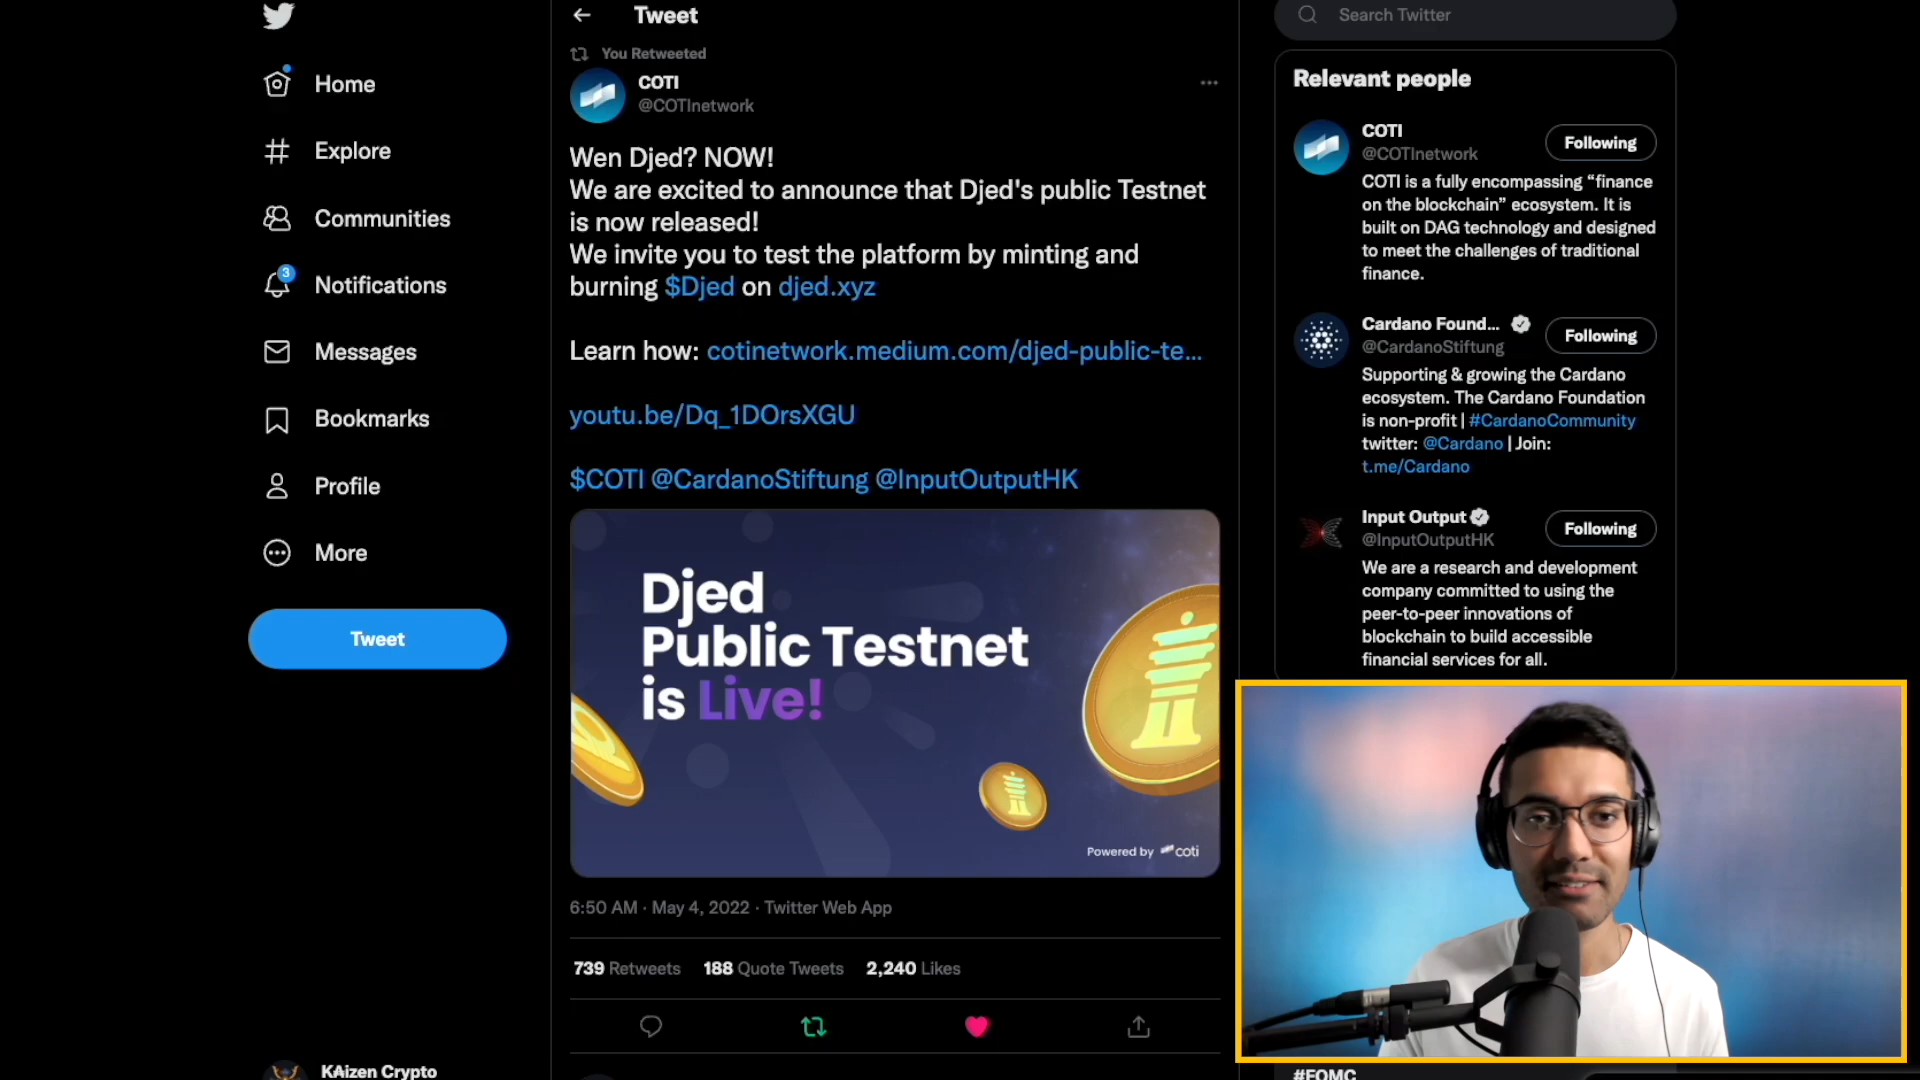 Home
Explore
Communities
3
Notifications
Messages
Bookmarks
Profile
More
Tweet
KAizen Crypto
Tweet
You Retweeted
COTI
@COTInetwork
Wen Djed? NOW!
We are excited to announce that Djed's public Testnet
is now released!
We invite you to test the platform by minting and
burning $Djed on djed.xyz
Learn how: cotinetwork.medium.com/djed-public-te...
youtu.be/Dq_1DOrsXGU
$COTI @CardanoStiftung @InputOutputHK
Djed
Public Testnet
is Live!
Powered by coti
6:50 AM · May 4, 2022 · Twitter Web App
739 Retweets 188 Quote Tweets 2,240 Likes
Search Twitter
Relevant people
COTI
@COTInetwork
Following
COTI is a fully encompassing “finance
on the blockchain” ecosystem. It is
built on DAG technology and designed
to meet the challenges of traditional
finance.
Cardano Found...
@CardanoStiftung
Following
Supporting & growing the Cardano
ecosystem. The Cardano Foundation
is non-profit | #CardanoCommunity
twitter: @Cardano | Join:
t.me/Cardano
Input Output
@InputOutputHK
Following
We are a research and development
company committed to using the
peer-to-peer innovations of
blockchain to build accessible
financial services for all.
#FOMC